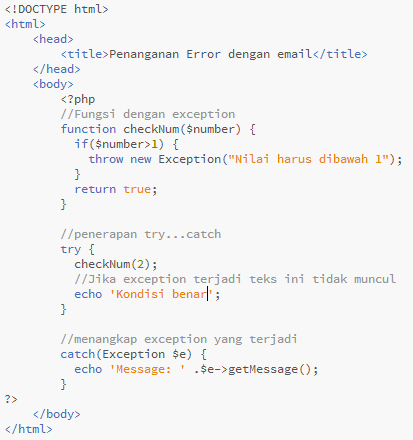 <!DOCTYPE html>
<html>
    <head>
        <title>Penanganan Error dengan email</title>
    </head>
    <body>
        <?php
        //Fungsi dengan exception
        function checkNum($number) {
          if($number>1) {
            throw new Exception("Nilai harus dibawah 1");
          }
          return true;
        }

        //penerapan try...catch
        try {
          checkNum(2);
          //Jika exception terjadi teks ini tidak muncul
          echo 'Kondisi benar';
        }

        //menangkap exception yang terjadi
        catch(Exception $e) {
          echo 'Message: ' .$e->getMessage();
        }
?>
    </body>
</html>